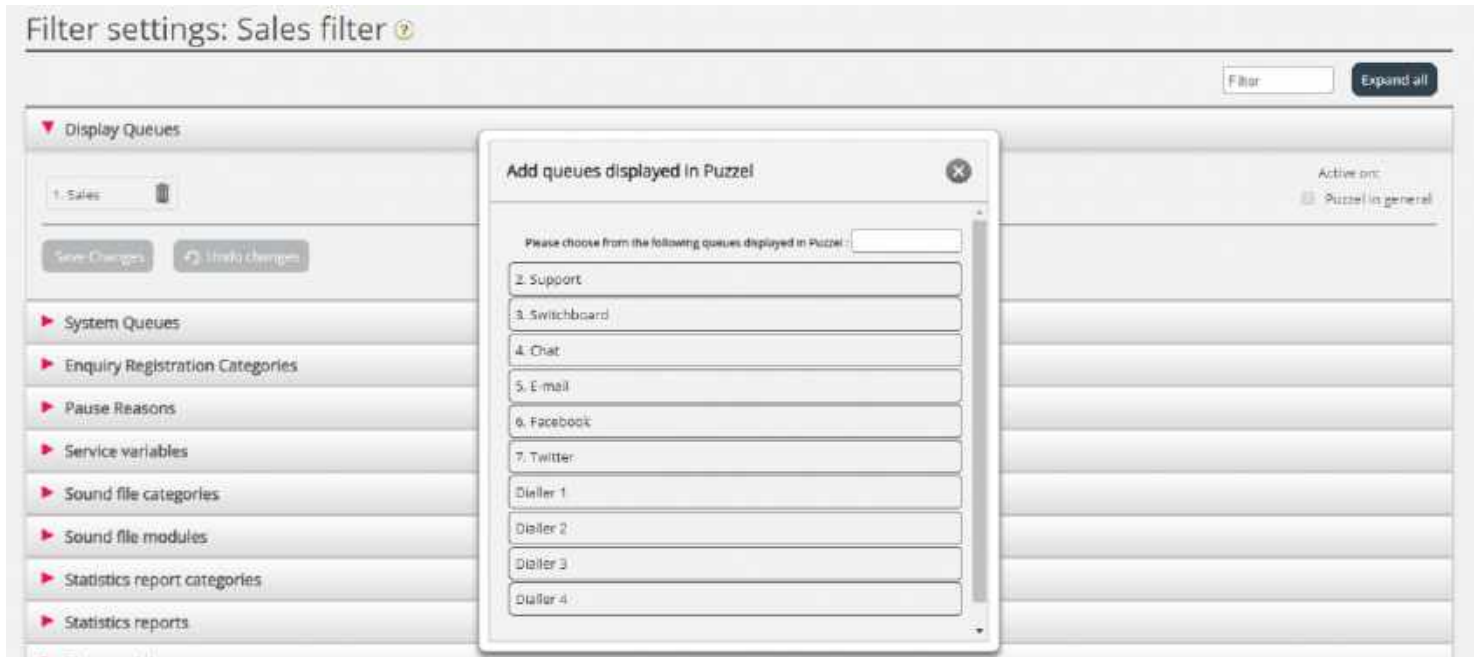 Filter settings: Sales filter ?
Filter
Expand all
Display Queues
1. Sales
Active on:
Puzzel in general
Save Changes
Undo changes
System Queues
Enquiry Registration Categories
Pause Reasons
Service variables
Sound file categories
Sound file modules
Statistics report categories
Statistics reports
Add queues displayed in Puzzel
Please choose from the following queues displayed in Puzzel :
2. Support
3. Switchboard
4. Chat
5. E-mail
6. Facebook
7. Twitter
Dialler 1
Dialler 2
Dialler 3
Dialler 4